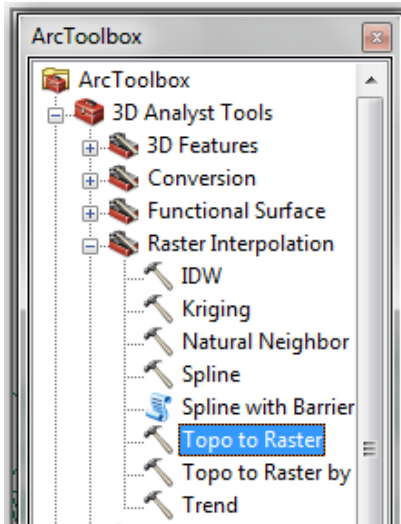 ArcToolbox
ArcToolbox
3D Analyst Tools
3D Features
Conversion
Functional Surface
Raster Interpolation
IDW
Kriging
Natural Neighbor
Spline
Spline with Barrier
Topo to Raster
Topo to Raster by
Trend